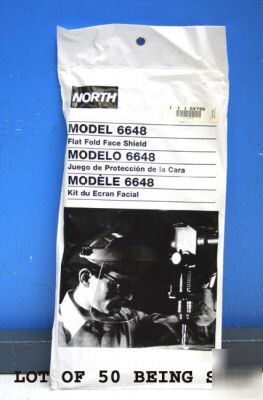 NORTH
MODEL 6648
Flat Fold Face Shield
MODELO 6648
Juego de Protección de la Cara
MODÈLE 6648
Kit du Ecran Facial
LOT OF 50 BEING S